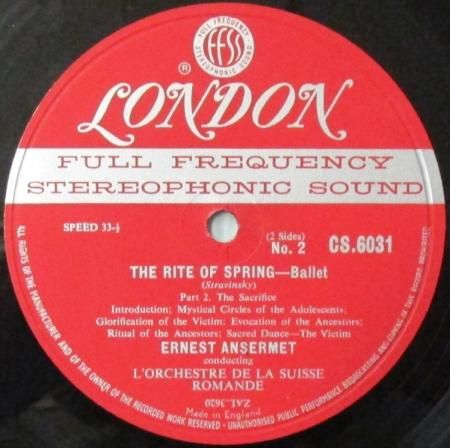 FULL FREQUENCY
FFSS
STEREOPHONIC SOUND
®
LONDON
FULL FREQUENCY
STEREOPHONIC SOUND
SPEED 33-⅓
(2 Sides)
No. 2
CS.6031
THE RITE OF SPRING—Ballet
(Stravinsky)
Part 2. The Sacrifice
Introduction; Mystical Circles of the Adolescents;
Glorification of the Victim; Evocation of the Ancestors;
Ritual of the Ancestors; Sacred Dance—The Victim
ERNEST ANSERMET
conducting
L'ORCHESTRE DE LA SUISSE
ROMANDE
ZAL.3620
Made in England
ALL RIGHTS OF THE MANUFACTURER AND OF THE OWNER OF THE RECORDED WORK RESERVED · UNAUTHORISED PUBLIC PERFORMANCE BROADCASTING AND COPYING OF THIS RECORD PROHIBITED